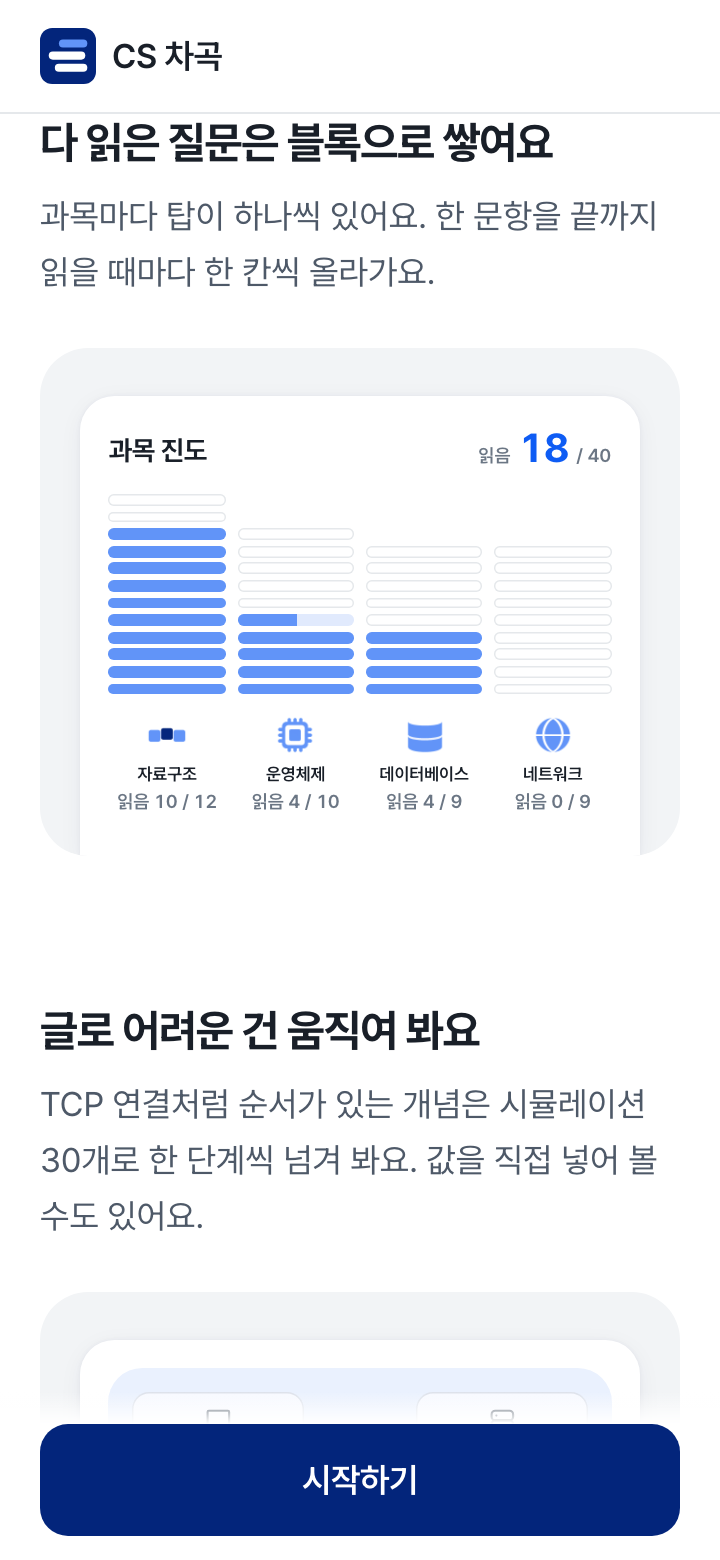 CS 차곡
다 읽은 질문은 블록으로 쌓여요
과목마다 탑이 하나씩 있어요. 한 문항을 끝까지
읽을 때마다 한 칸씩 올라가요.
과목 진도
읽음 18 / 40
자료구조
읽음 10 / 12
운영체제
읽음 4 / 10
데이터베이스
읽음 4 / 9
네트워크
읽음 0 / 9
글로 어려운 건 움직여 봐요
TCP 연결처럼 순서가 있는 개념은 시뮬레이션
30개로 한 단계씩 넘겨 봐요. 값을 직접 넣어 볼
수도 있어요.
시작하기